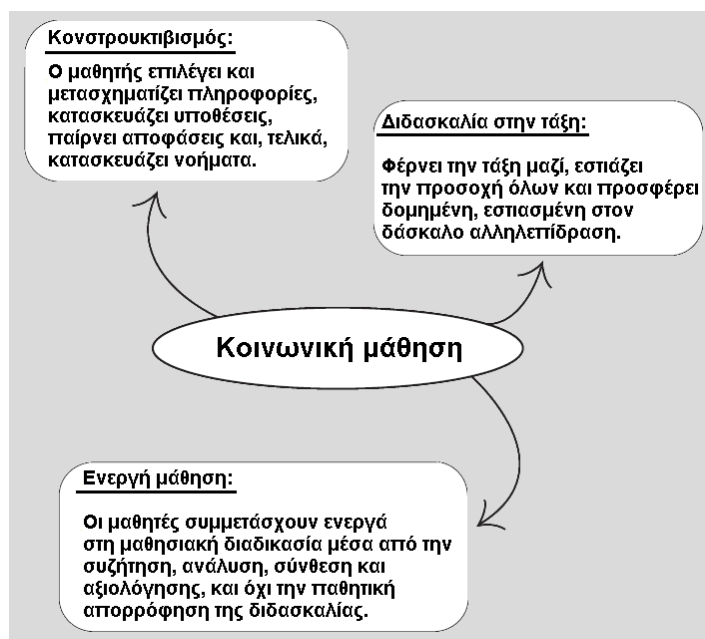 Κονστρουκτιβισμός:
Ο μαθητής επιλέγει και
μετασχηματίζει πληροφορίες,
κατασκευάζει υποθέσεις,
παίρνει αποφάσεις και, τελικά,
κατασκευάζει νοήματα.
Διδασκαλία στην τάξη:
Φέρνει την τάξη μαζί, εστιάζει
την προσοχή όλων και προσφέρει
δομημένη, εστιασμένη στον
δάσκαλο αλληλεπίδραση.
Κοινωνική μάθηση
Ενεργή μάθηση:
Οι μαθητές συμμετάσχουν ενεργά
στη μαθησιακή διαδικασία μέσα από την
συζήτηση, ανάλυση, σύνθεση και
αξιολόγησης, και όχι την παθητική
απορρόφηση της διδασκαλίας.